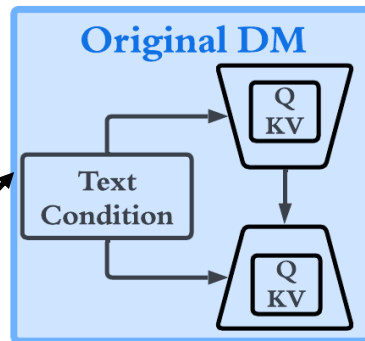 Original DM
Q
KV
Text
Condition
Q
KV